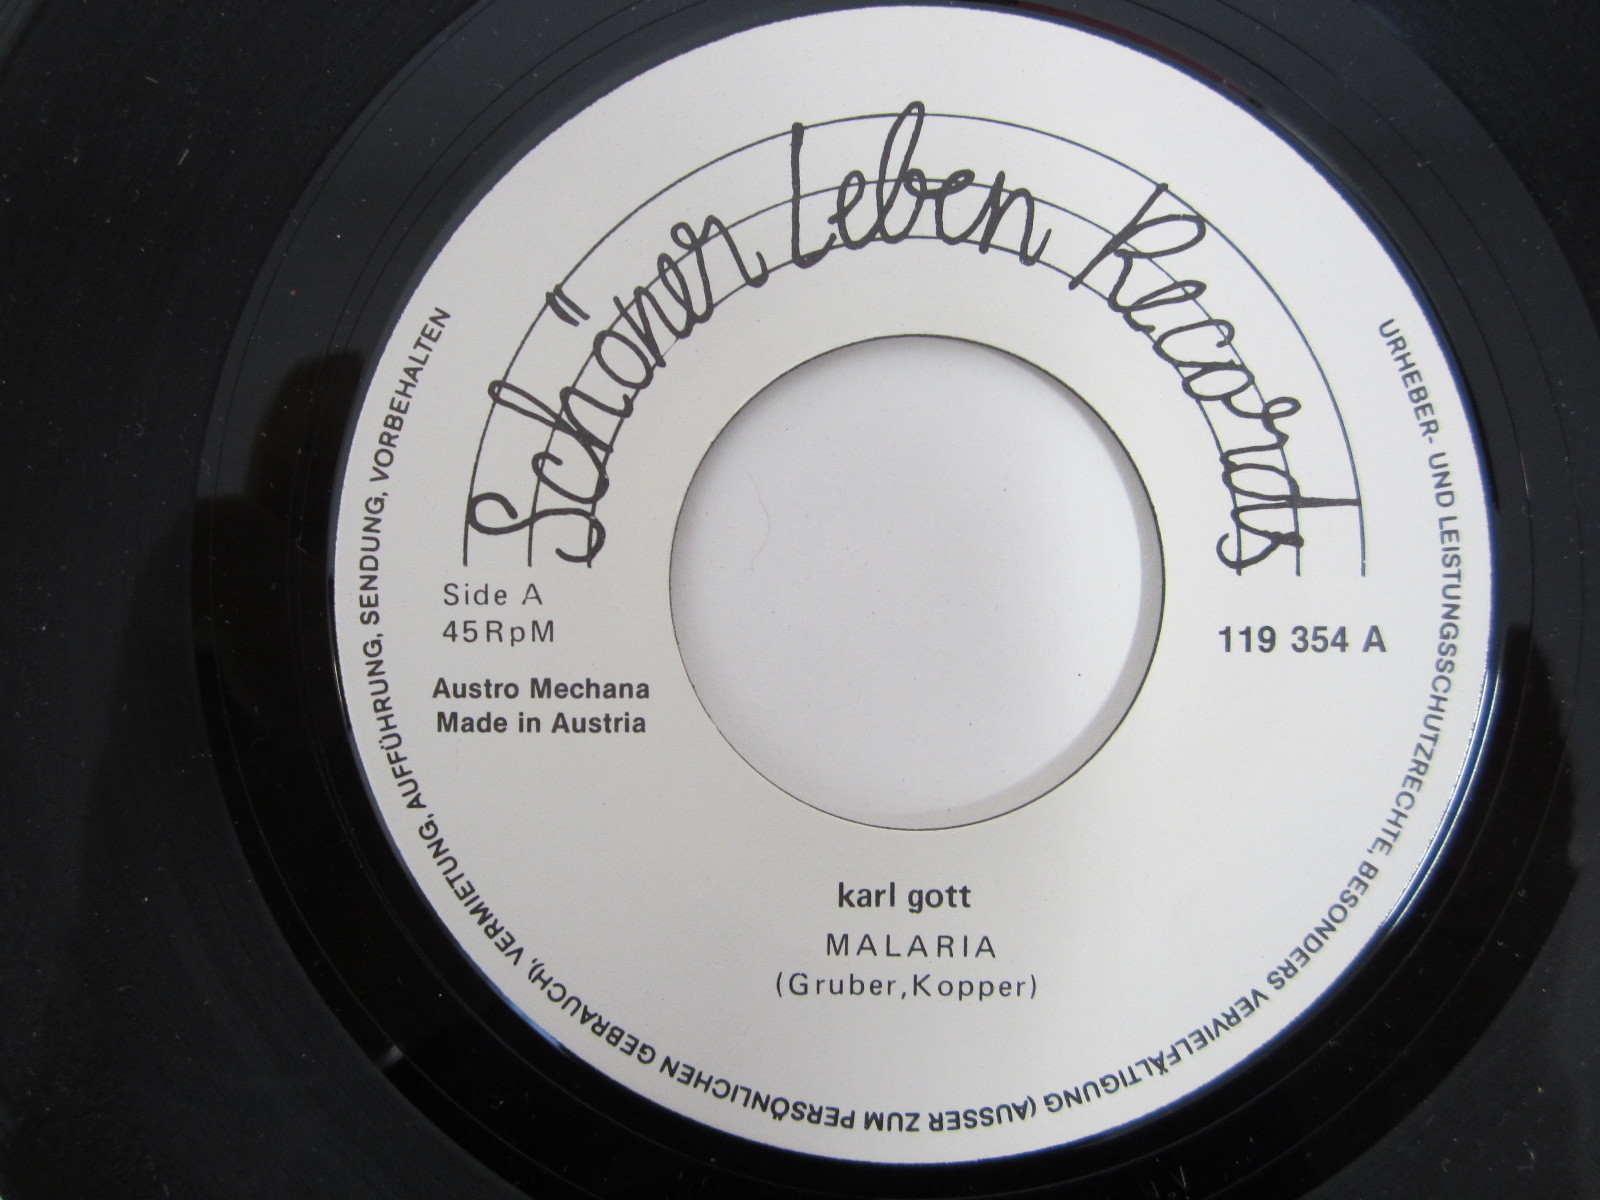 Schöner Leben Records
Side A
45RpM
Austro Mechana
Made in Austria
119 354 A
karl gott
MALARIA
(Gruber,Kopper)
URHEBER- UND LEISTUNGSSCHUTZRECHTE, BESONDERS VERVIELFÄLTIGUNG (AUSSER ZUM PERSÖNLICHEN GEBRAUCH), VERMIETUNG, AUFFÜHRUNG, SENDUNG, VORBEHALTEN